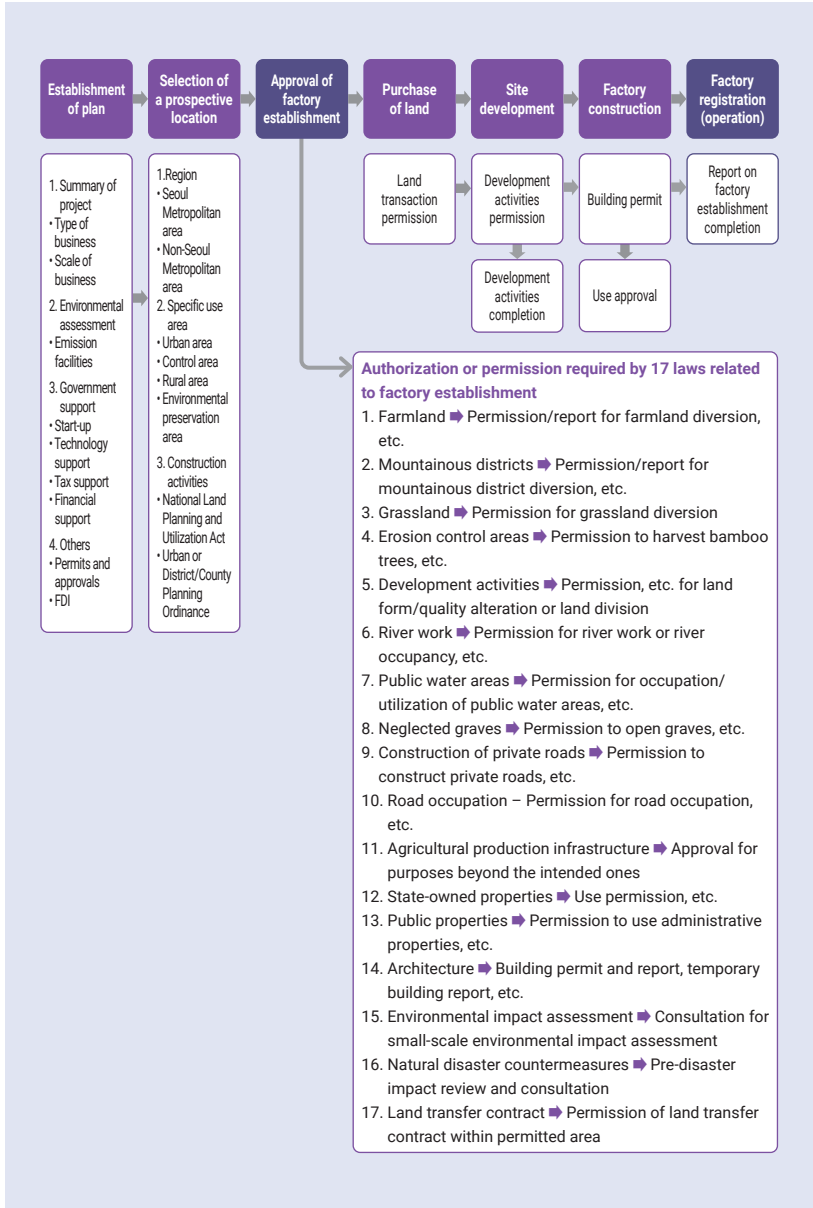 Establishment
of plan
Selection of
a prospective
location
Approval of
factory
establishment
Purchase
of land
Site
development
Factory
construction
Factory
registration
(operation)
1. Summary of
project
• Type of
business
• Scale of
business
2. Environmental
assessment
• Emission
facilities
3. Government
support
• Start-up
• Technology
support
• Tax support
• Financial
support
4. Others
• Permits and
approvals
• FDI
1.Region
• Seoul
Metropolitan
area
• Non-Seoul
Metropolitan
area
2. Specific use
area
• Urban area
• Control area
• Rural area
• Environmental
preservation
area
3. Construction
activities
• National Land
Planning and
Utilization Act
• Urban or
District/County
Planning
Ordinance
Land
transaction
permission
Development
activities
permission
Building permit
Report on
factory
establishment
completion
Development
activities
completion
Use approval
Authorization or permission required by 17 laws related
to factory establishment
1. Farmland ➡ Permission/report for farmland diversion,
etc.
2. Mountainous districts ➡ Permission/report for
mountainous district diversion, etc.
3. Grassland ➡ Permission for grassland diversion
4. Erosion control areas ➡ Permission to harvest bamboo
trees, etc.
5. Development activities ➡ Permission, etc. for land
form/quality alteration or land division
6. River work ➡ Permission for river work or river
occupancy, etc.
7. Public water areas ➡ Permission for occupation/
utilization of public water areas, etc.
8. Neglected graves ➡ Permission to open graves, etc.
9. Construction of private roads ➡ Permission to
construct private roads, etc.
10. Road occupation – Permission for road occupation,
etc.
11. Agricultural production infrastructure ➡ Approval for
purposes beyond the intended ones
12. State-owned properties ➡ Use permission, etc.
13. Public properties ➡ Permission to use administrative
properties, etc.
14. Architecture ➡ Building permit and report, temporary
building report, etc.
15. Environmental impact assessment ➡ Consultation for
small-scale environmental impact assessment
16. Natural disaster countermeasures ➡ Pre-disaster
impact review and consultation
17. Land transfer contract ➡ Permission of land transfer
contract within permitted area